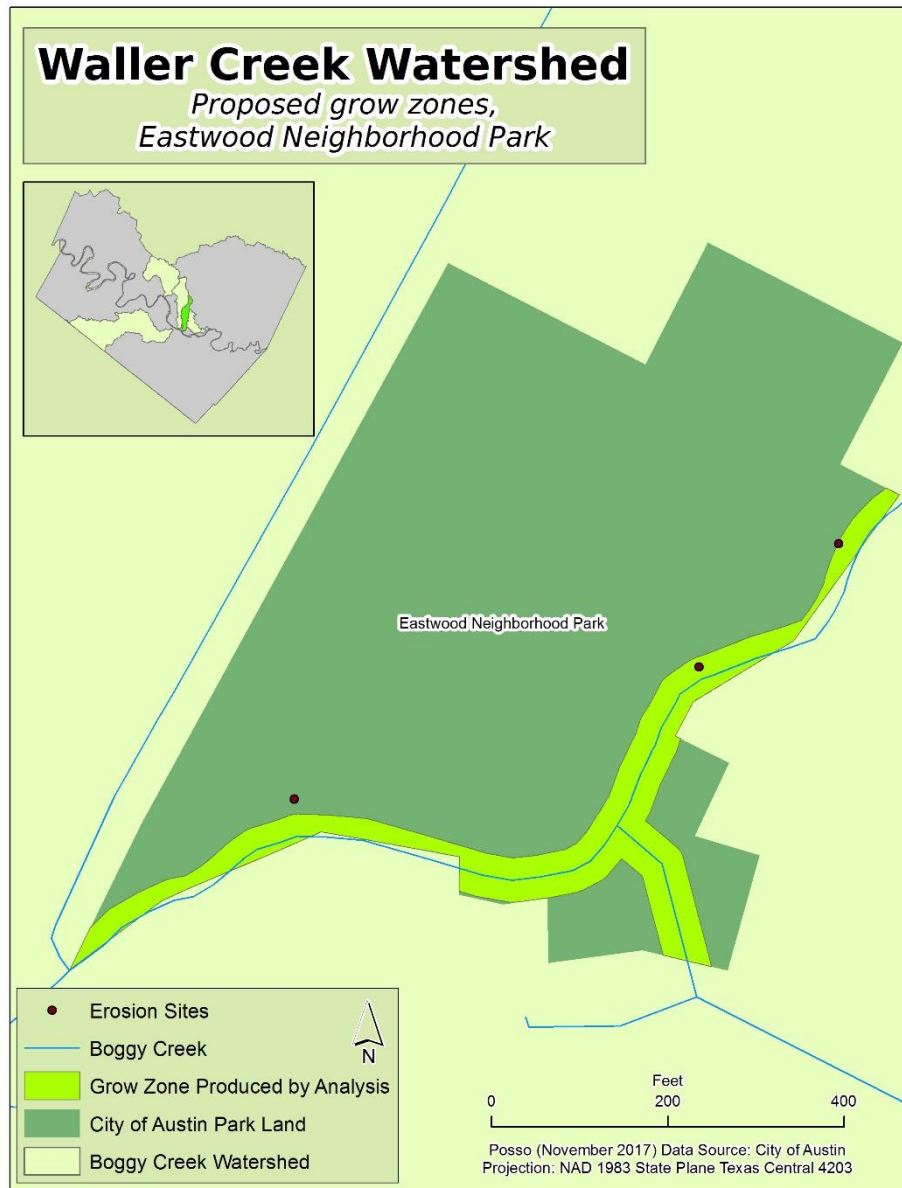 Waller Creek Watershed
Proposed grow zones,
Eastwood Neighborhood Park
Eastwood Neighborhood Park
Erosion Sites
Boggy Creek
Grow Zone Produced by Analysis
City of Austin Park Land
Boggy Creek Watershed
N
Feet
0 200 400
Posso (November 2017) Data Source: City of Austin
Projection: NAD 1983 State Plane Texas Central 4203